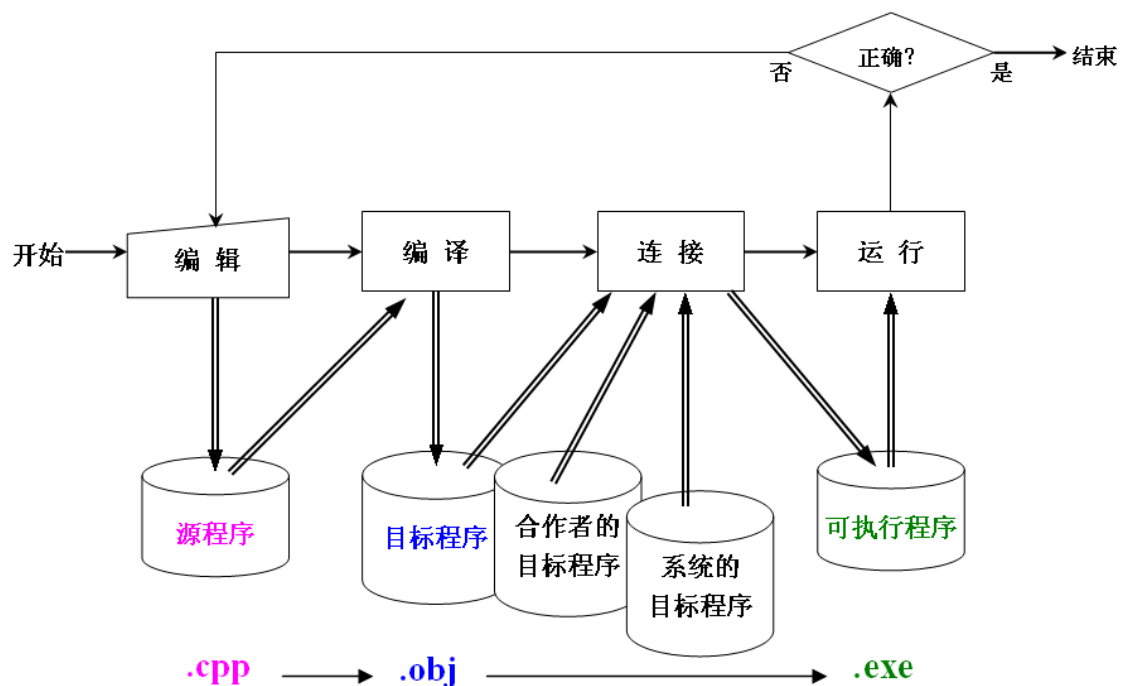 正确？
否
是
结束
开始
编 辑
编 译
连 接
运 行
源程序
目标程序
合作者的
目标程序
系统的
目标程序
可执行程序
.cpp
.obj
.exe